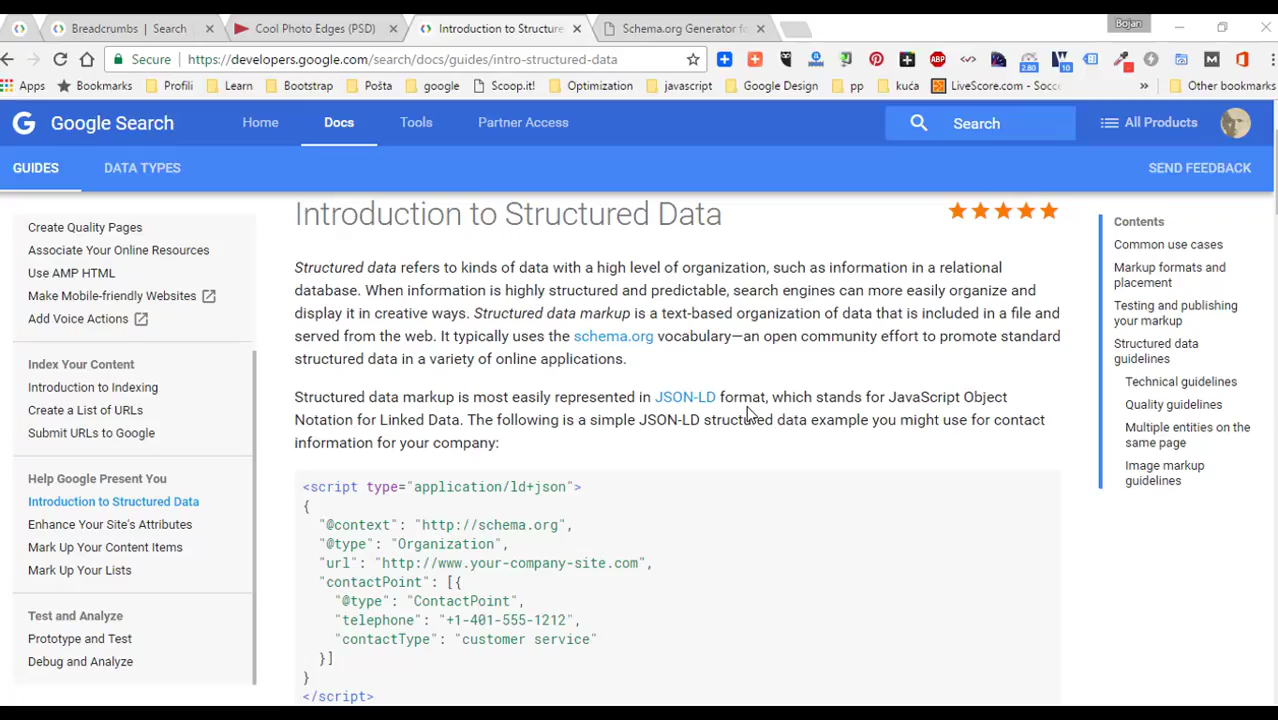 Breadcrumbs | Search
Cool Photo Edges (PSD)
Introduction to Structure
Schema.org Generator fo
Bojan
Secure
https://developers.google.com/search/docs/guides/intro-structured-data
ABP
2.80
10
Apps
Bookmarks
Profili
Learn
Bootstrap
Pošta
google
Scoop.it!
Optimization
javascript
Google Design
pp
kuća
LiveScore.com - Socce
»
Other bookmarks
Google Search
Home
Docs
Tools
Partner Access
Search
All Products
GUIDES
DATA TYPES
SEND FEEDBACK
Create Quality Pages
Associate Your Online Resources
Use AMP HTML
Make Mobile-friendly Websites
Add Voice Actions
Index Your Content
Introduction to Indexing
Create a List of URLs
Submit URLs to Google
Help Google Present You
Introduction to Structured Data
Enhance Your Site's Attributes
Mark Up Your Content Items
Mark Up Your Lists
Test and Analyze
Prototype and Test
Debug and Analyze
Introduction to Structured Data
Structured data refers to kinds of data with a high level of organization, such as information in a relational
database. When information is highly structured and predictable, search engines can more easily organize and
display it in creative ways. Structured data markup is a text-based organization of data that is included in a file and
served from the web. It typically uses the schema.org vocabulary—an open community effort to promote standard
structured data in a variety of online applications.
Structured data markup is most easily represented in JSON-LD format, which stands for JavaScript Object
Notation for Linked Data. The following is a simple JSON-LD structured data example you might use for contact
information for your company:
<script type="application/ld+json">
{
"@context": "http://schema.org",
"@type": "Organization",
"url": "http://www.your-company-site.com",
"contactPoint": [{
"@type": "ContactPoint",
"telephone": "+1-401-555-1212",
"contactType": "customer service"
}]
}
</script>
Contents
Common use cases
Markup formats and
placement
Testing and publishing
your markup
Structured data
guidelines
Technical guidelines
Quality guidelines
Multiple entities on the
same page
Image markup
guidelines